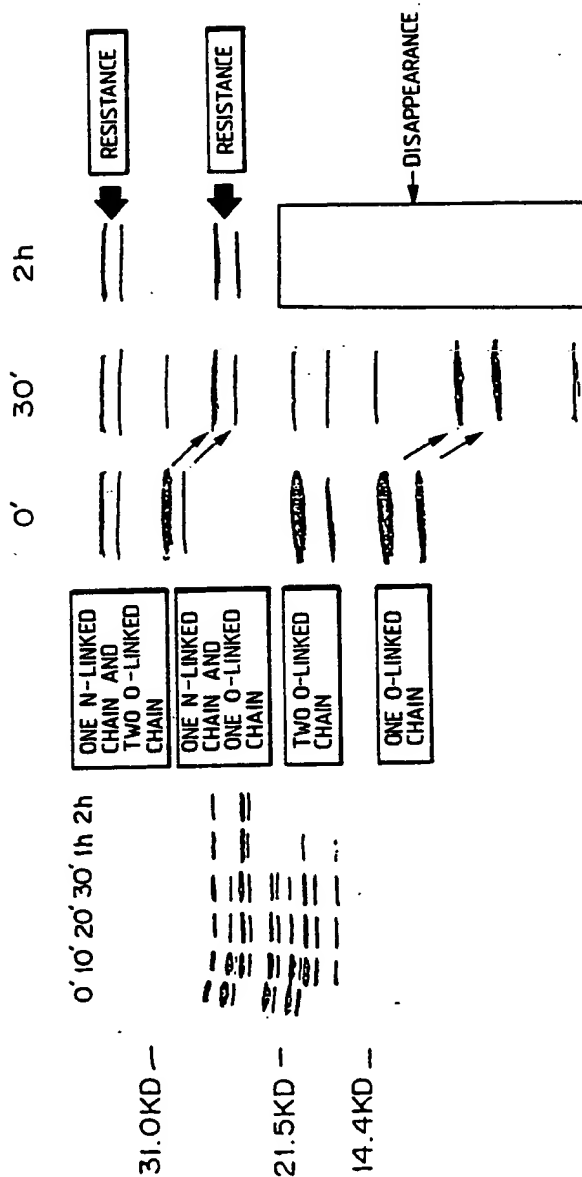 0' 10' 20' 30' 1h 2h
31.0KD —
21.5KD —
14.4KD —
ONE N-LINKED
CHAIN AND
TWO O-LINKED
CHAIN
ONE N-LINKED
CHAIN AND
ONE O-LINKED
CHAIN
TWO O-LINKED
CHAIN
ONE O-LINKED
CHAIN
0'
30'
2h
RESISTANCE
RESISTANCE
DISAPPEARANCE